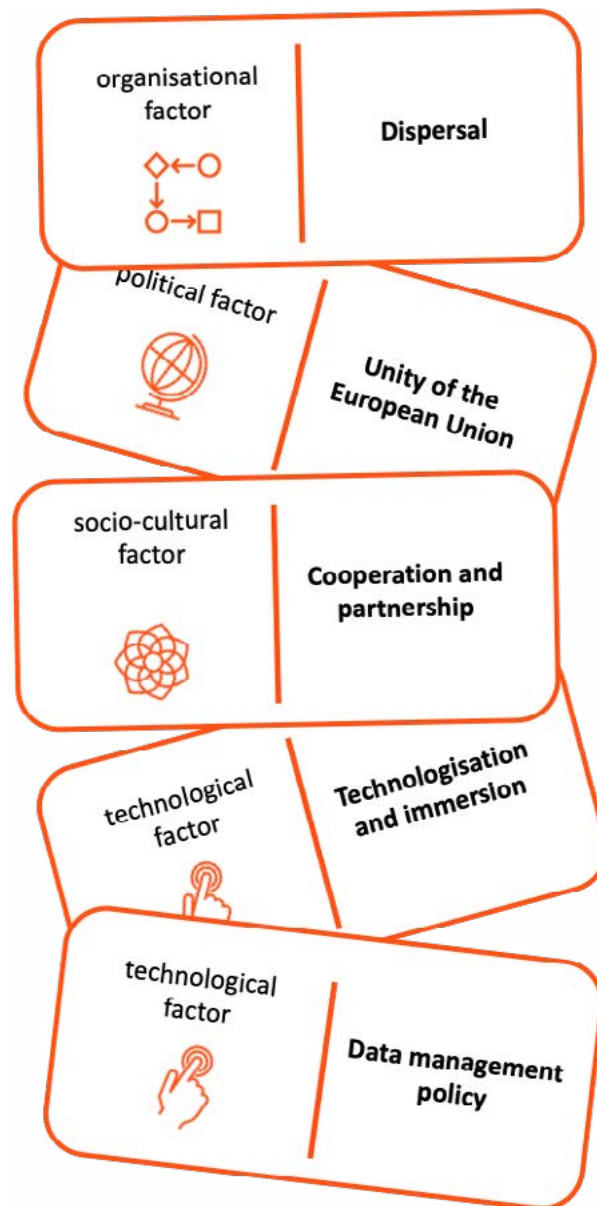 organisational
factor
Dispersal
political factor
Unity of the
European Union
socio-cultural
factor
Cooperation and
partnership
technological
factor
Technologisation
and immersion
technological
factor
Data management
policy